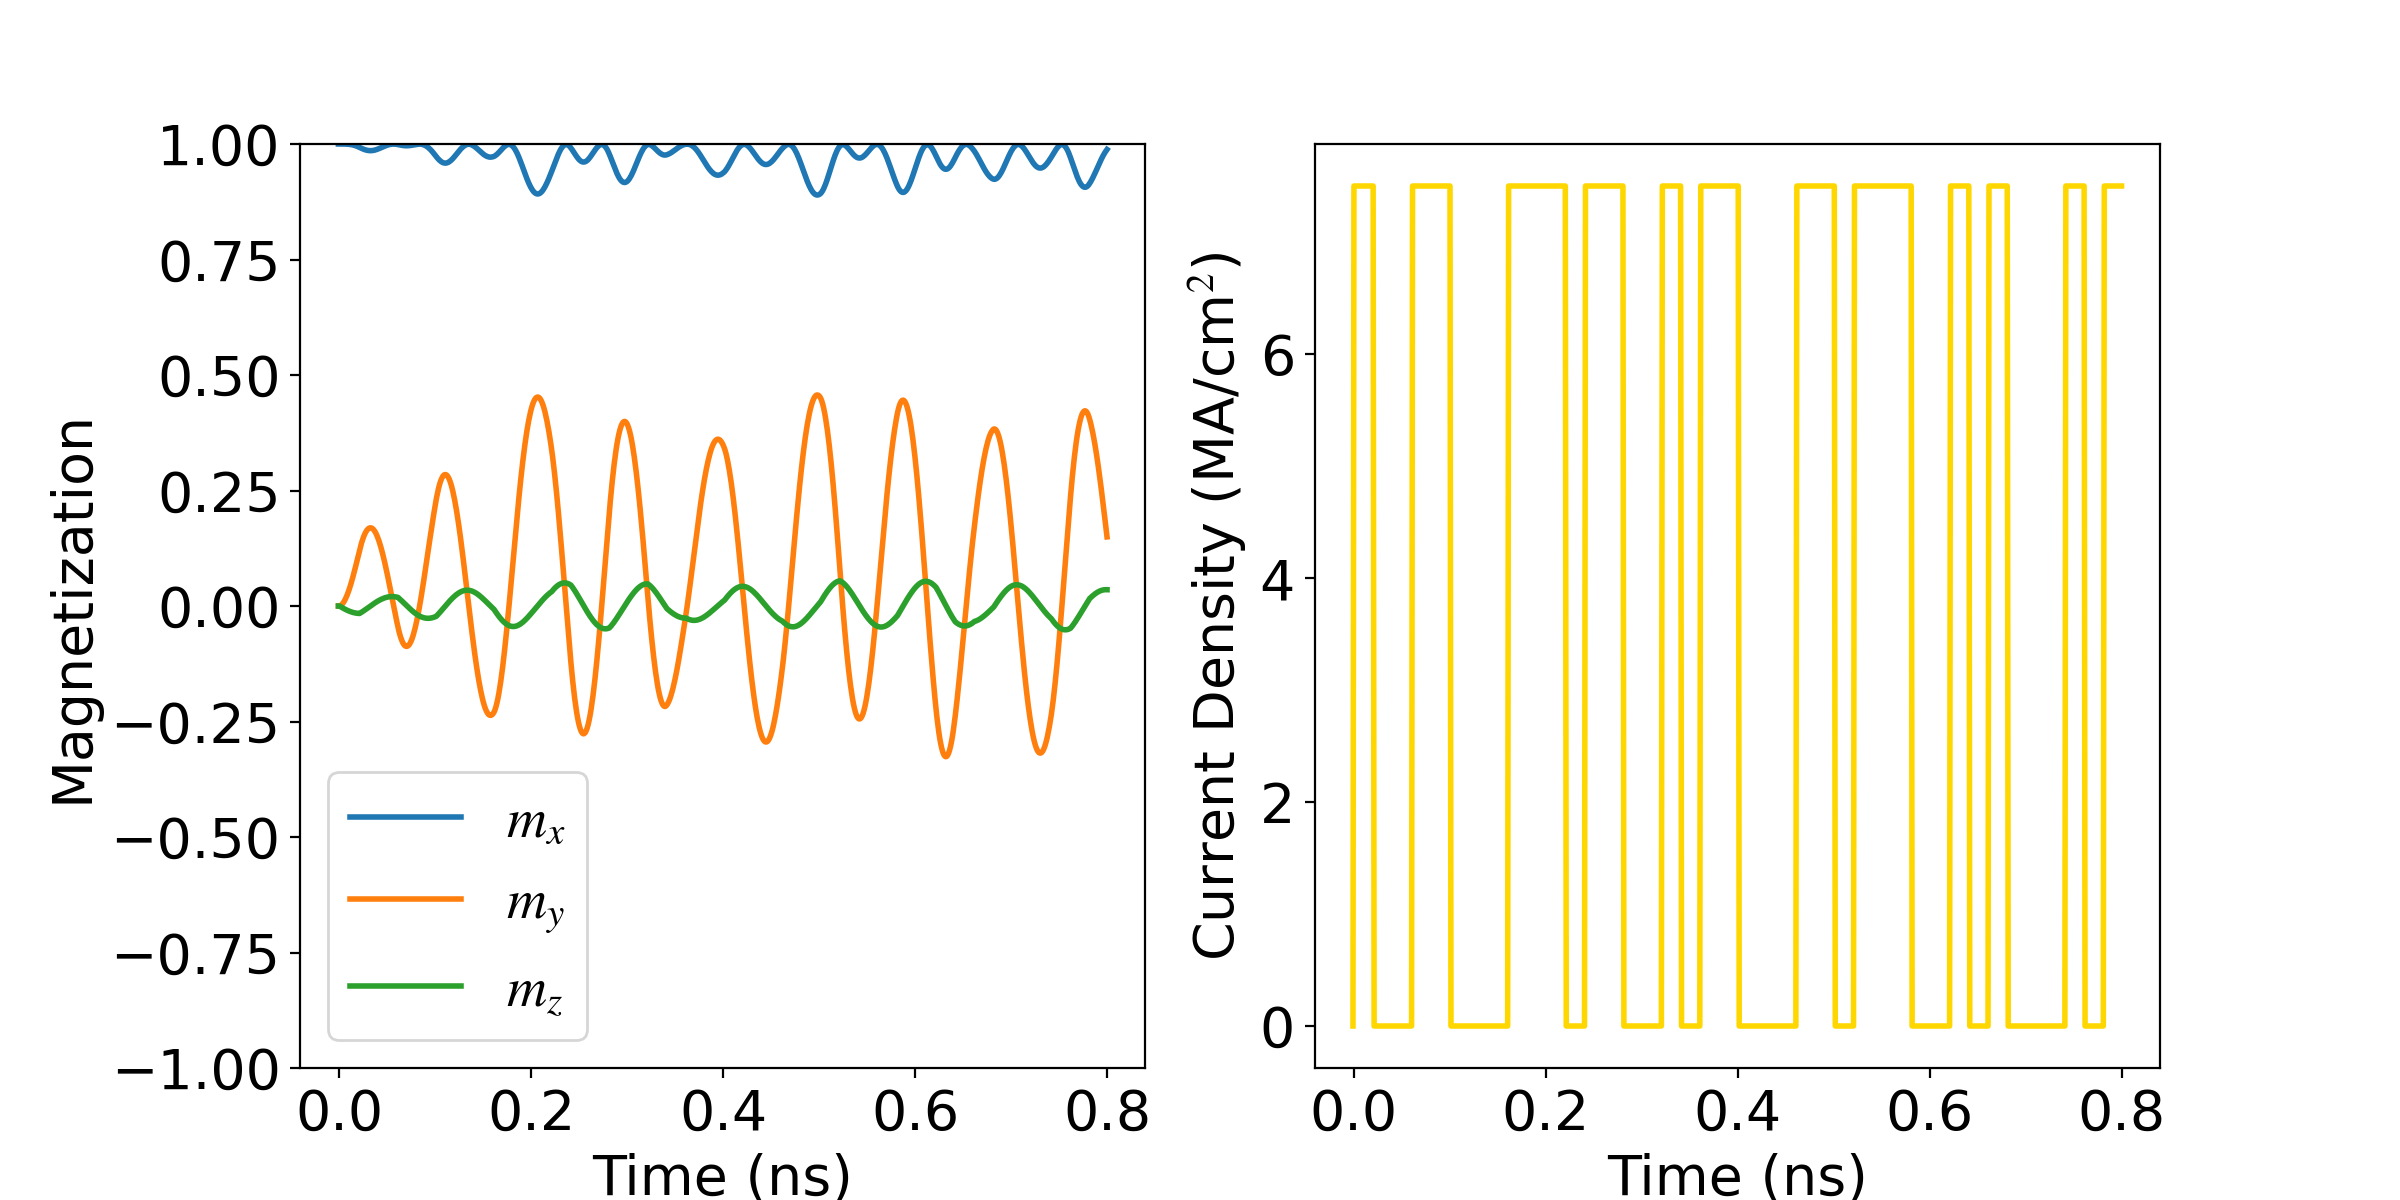 1.00
0.75
0.50
0.25
0.00
−0.25
−0.50
−0.75
−1.00
Magnetization
m_x
m_y
m_z
0.0 0.2 0.4 0.6 0.8
Time (ns)
6
4
2
0
Current Density (MA/cm²)
0.0 0.2 0.4 0.6 0.8
Time (ns)